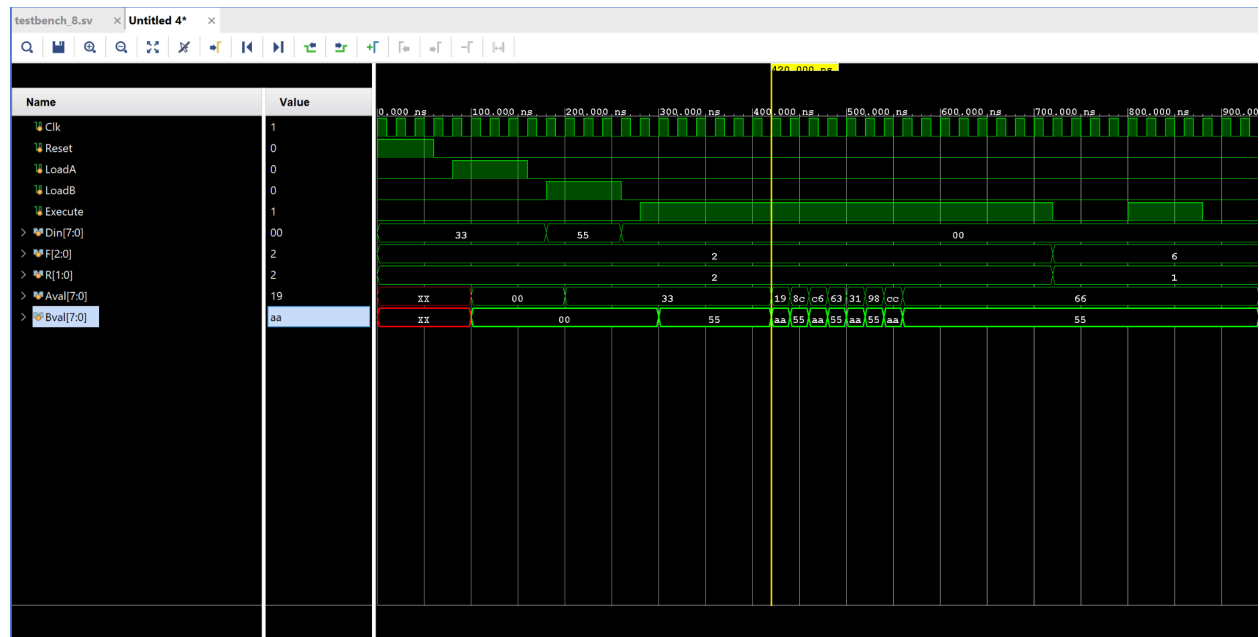 testbench_8.sv × Untitled 4* ×
420.000 ns
Name Value
0.000 ns 100.000 ns 200.000 ns 300.000 ns 400.000 ns 500.000 ns 600.000 ns 700.000 ns 800.000 ns 900.00
Clk 1
Reset 0
LoadA 0
LoadB 0
Execute 1
Din[7:0] 00 33 55 00
F[2:0] 2 2 6
R[1:0] 2 2 1
Aval[7:0] 19 XX 00 33 19 8c c6 63 31 98 cc 66
Bval[7:0] aa XX 00 55 aa 55 aa 55 aa 55 aa 55